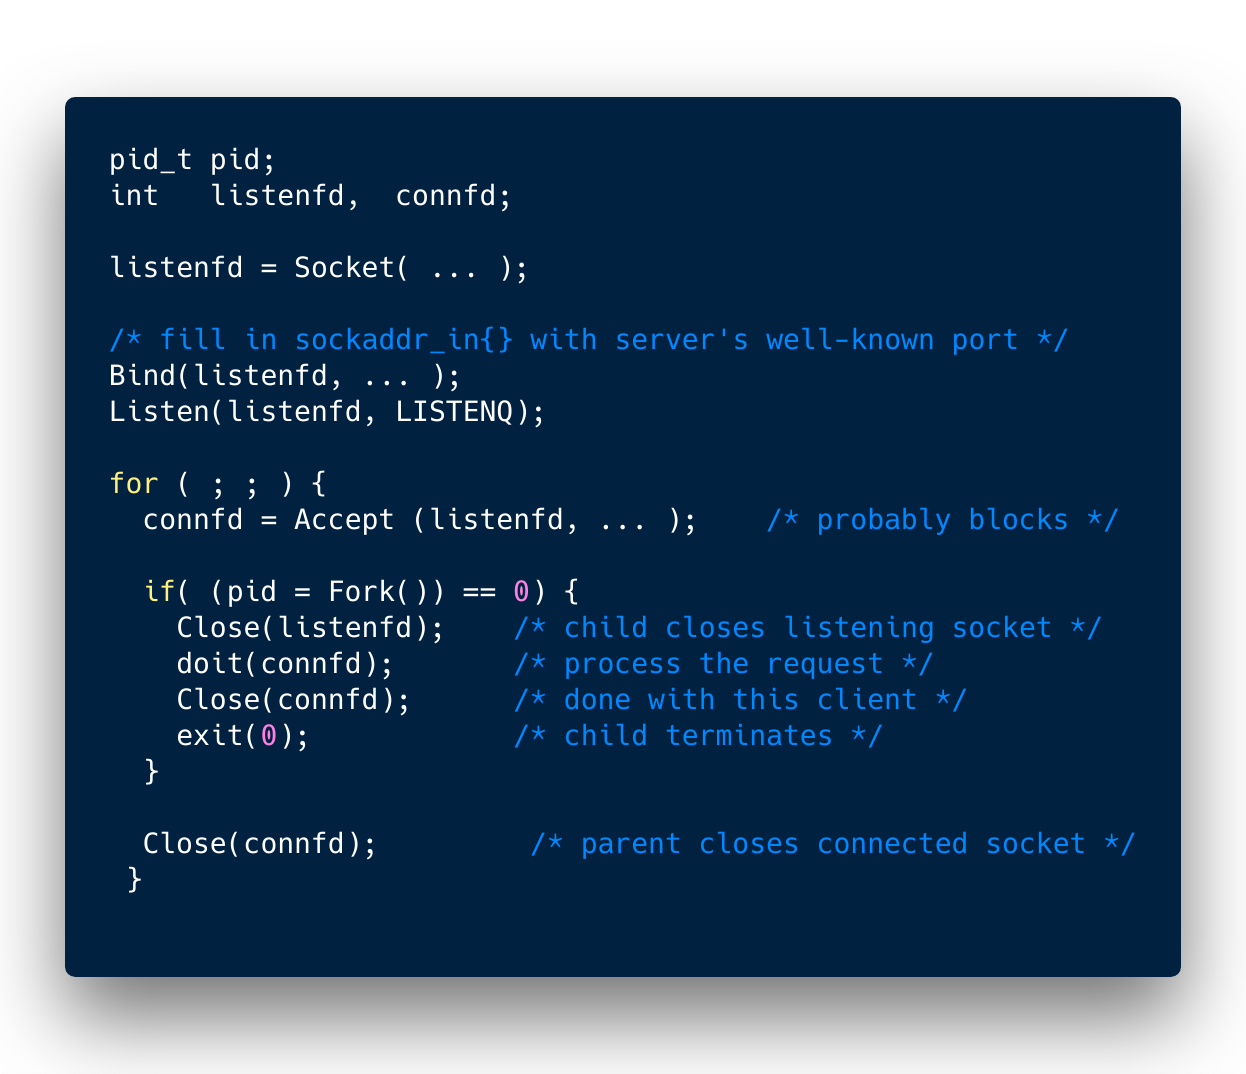 pid_t pid;
int   listenfd,  connfd;

listenfd = Socket( ... );

/* fill in sockaddr_in{} with server's well-known port */
Bind(listenfd, ... );
Listen(listenfd, LISTENQ);

for ( ; ; ) {
  connfd = Accept (listenfd, ... );    /* probably blocks */

  if( (pid = Fork()) == 0) {
    Close(listenfd);    /* child closes listening socket */
    doit(connfd);       /* process the request */
    Close(connfd);      /* done with this client */
    exit(0);            /* child terminates */
  }

  Close(connfd);         /* parent closes connected socket */
 }